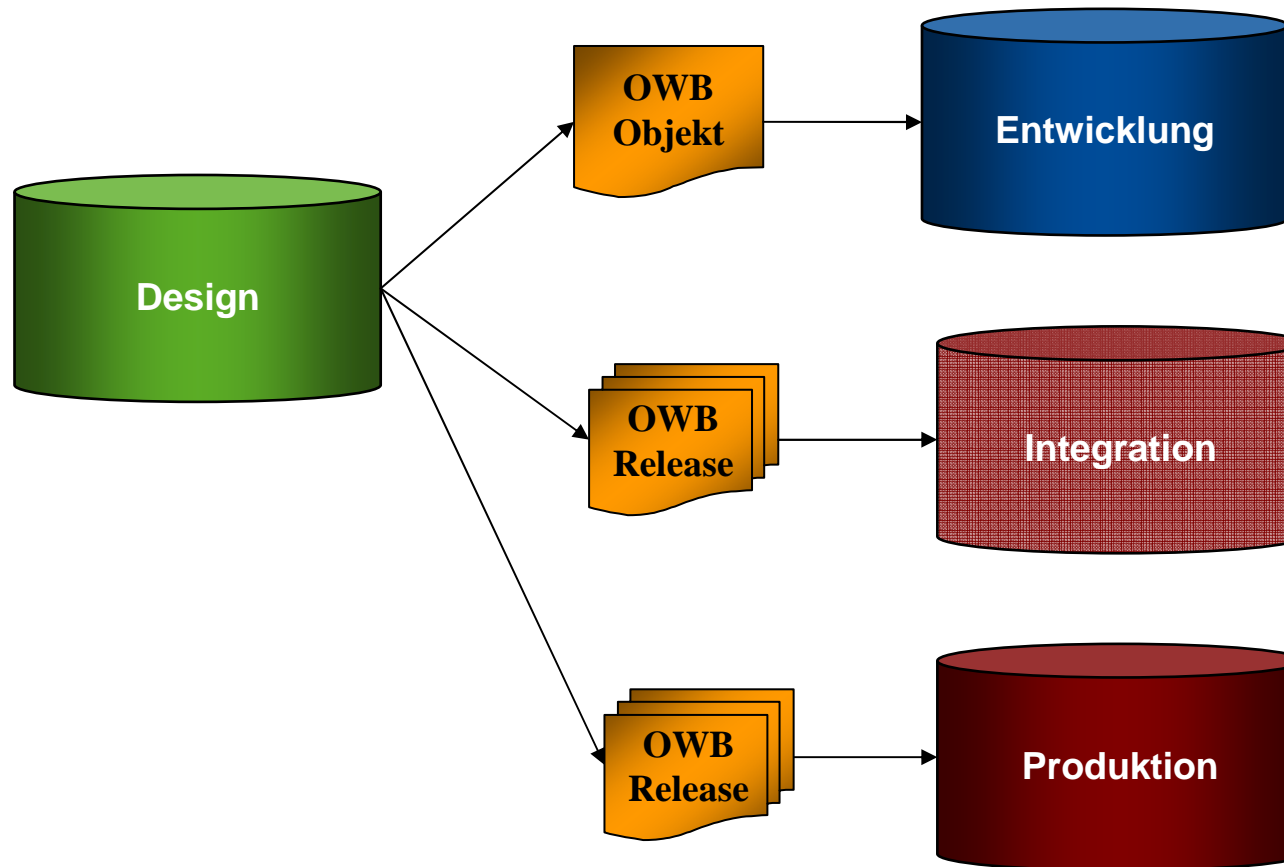 OWB
Objekt
Entwicklung
Design
OWB
Release
Integration
OWB
Release
Produktion